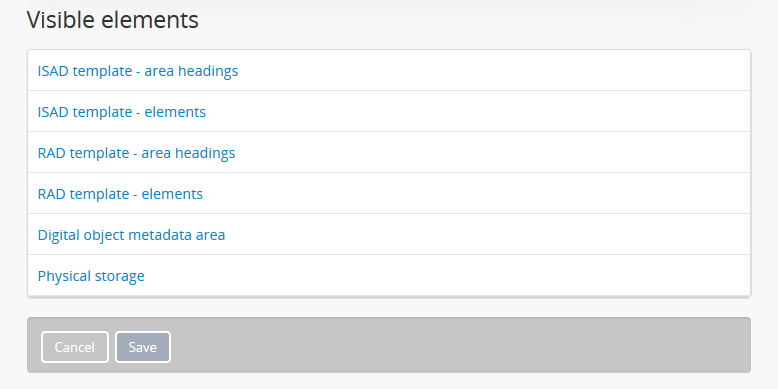 Visible elements
ISAD template - area headings
ISAD template - elements
RAD template - area headings
RAD template - elements
Digital object metadata area
Physical storage
Cancel Save